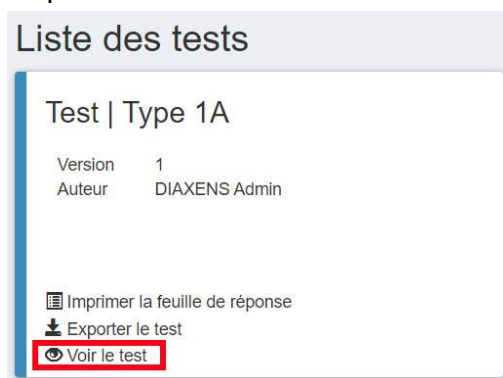 Liste des tests
Test | Type 1A
Version 1
Auteur DIAXENS Admin
Imprimer la feuille de réponse
Exporter le test
Voir le test